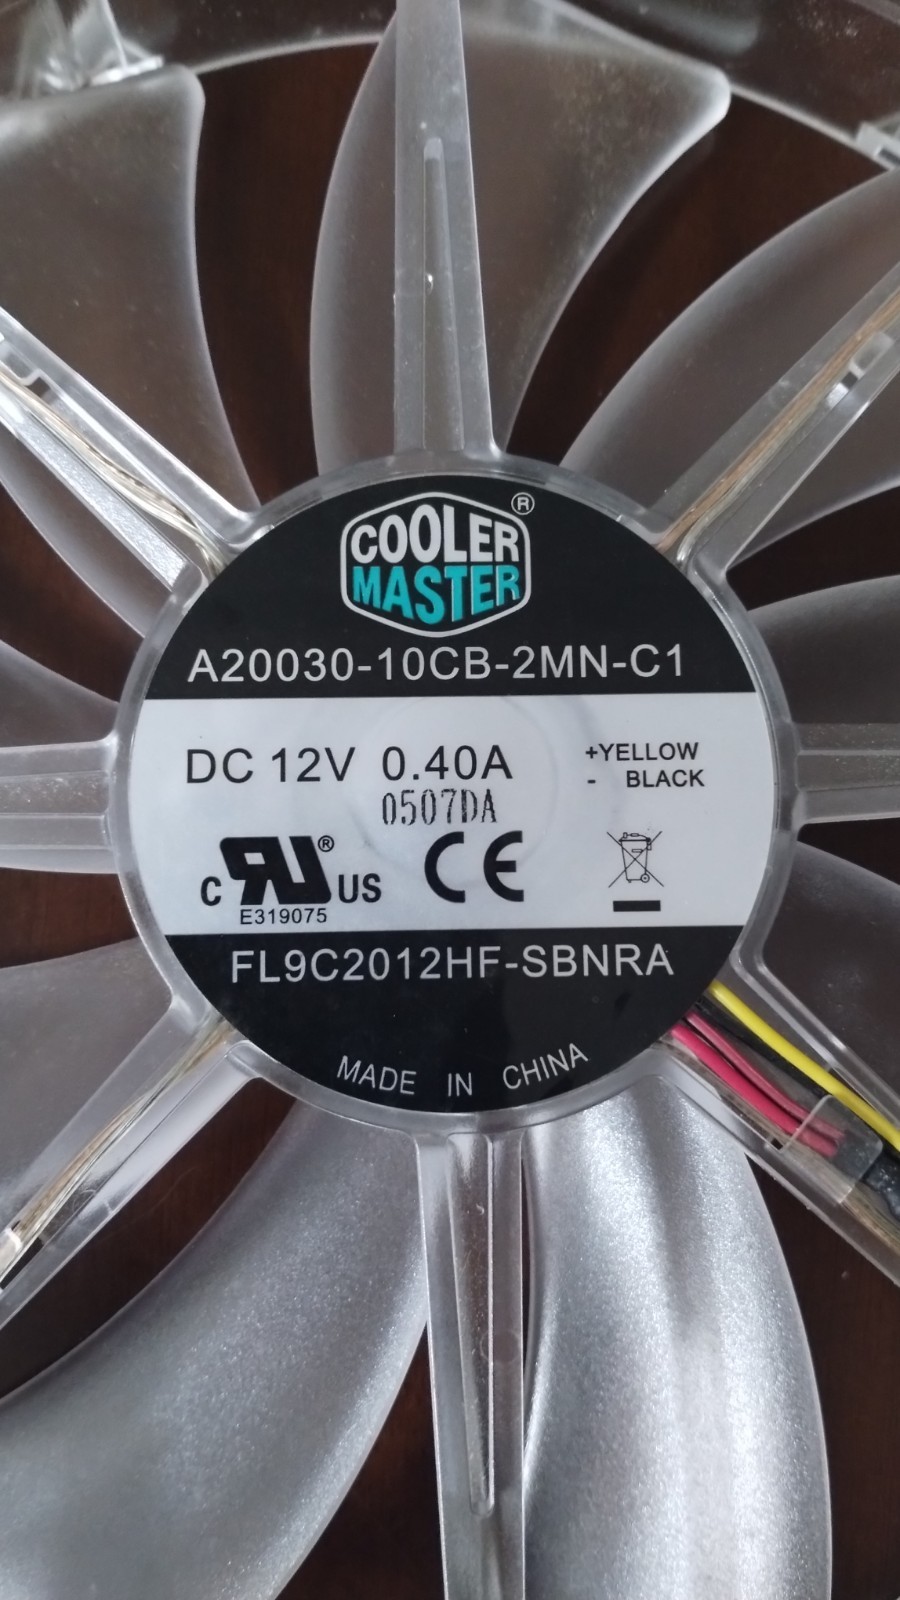 COOLER ®
MASTER
A20030-10CB-2MN-C1
DC 12V 0.40A
+YELLOW
- BLACK
0507DA
C RU ® US
CE
E319075
FL9C2012HF-SBNRA
MADE IN CHINA